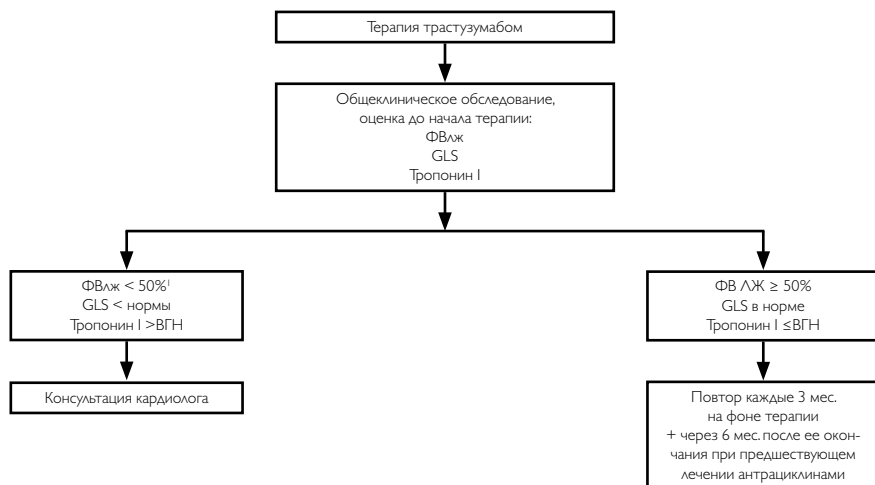 Терапия трастузумабом
Общеклиническое обследование,
оценка до начала терапии:
ФВлж
GLS
Тропонин I
ФВлж < 50%¹
GLS < нормы
Тропонин I >ВГН
ФВ ЛЖ ≥ 50%
GLS в норме
Тропонин I ≤ВГН
Консультация кардиолога
Повтор каждые 3 мес.
на фоне терапии
+ через 6 мес. после ее окон-
чания при предшествующем
лечении антрациклинами